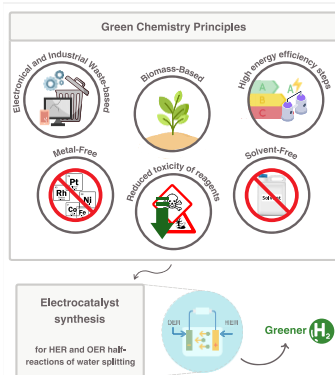 Green Chemistry Principles
Electronical and Industrial Waste-based
Biomass-Based
High energy efficiency steps
A
B
C
A
Metal-Free
Reduced toxicity of reagents
Solvent-Free
Pt
Rh
Ni
Co
Fe
Solvent
Electrocatalyst
synthesis
for HER and OER half-
reactions of water splitting
OER
HER
Greener
H2